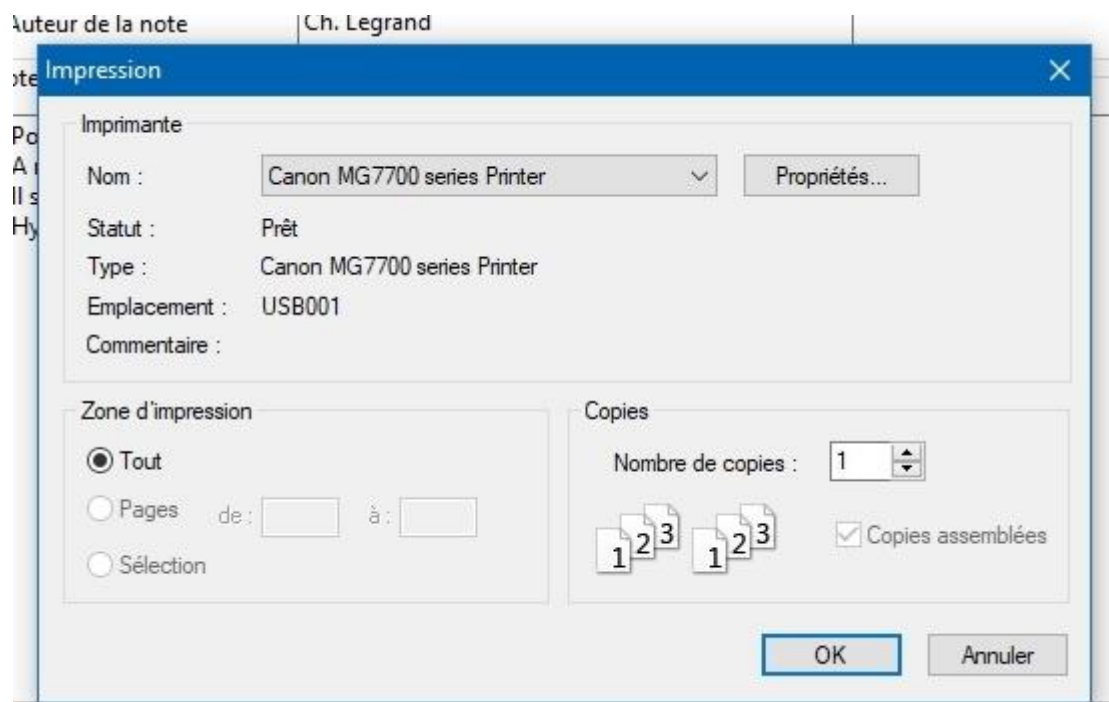 Auteur de la note Ch. Legrand
Impression
Imprimante
Nom : Canon MG7700 series Printer Propriétés...
Statut : Prêt
Type : Canon MG7700 series Printer
Emplacement : USB001
Commentaire :
Zone d'impression Copies
Tout Nombre de copies : 1
Pages de : à :
1 2 3 1 2 3 Copies assemblées
Sélection
OK Annuler